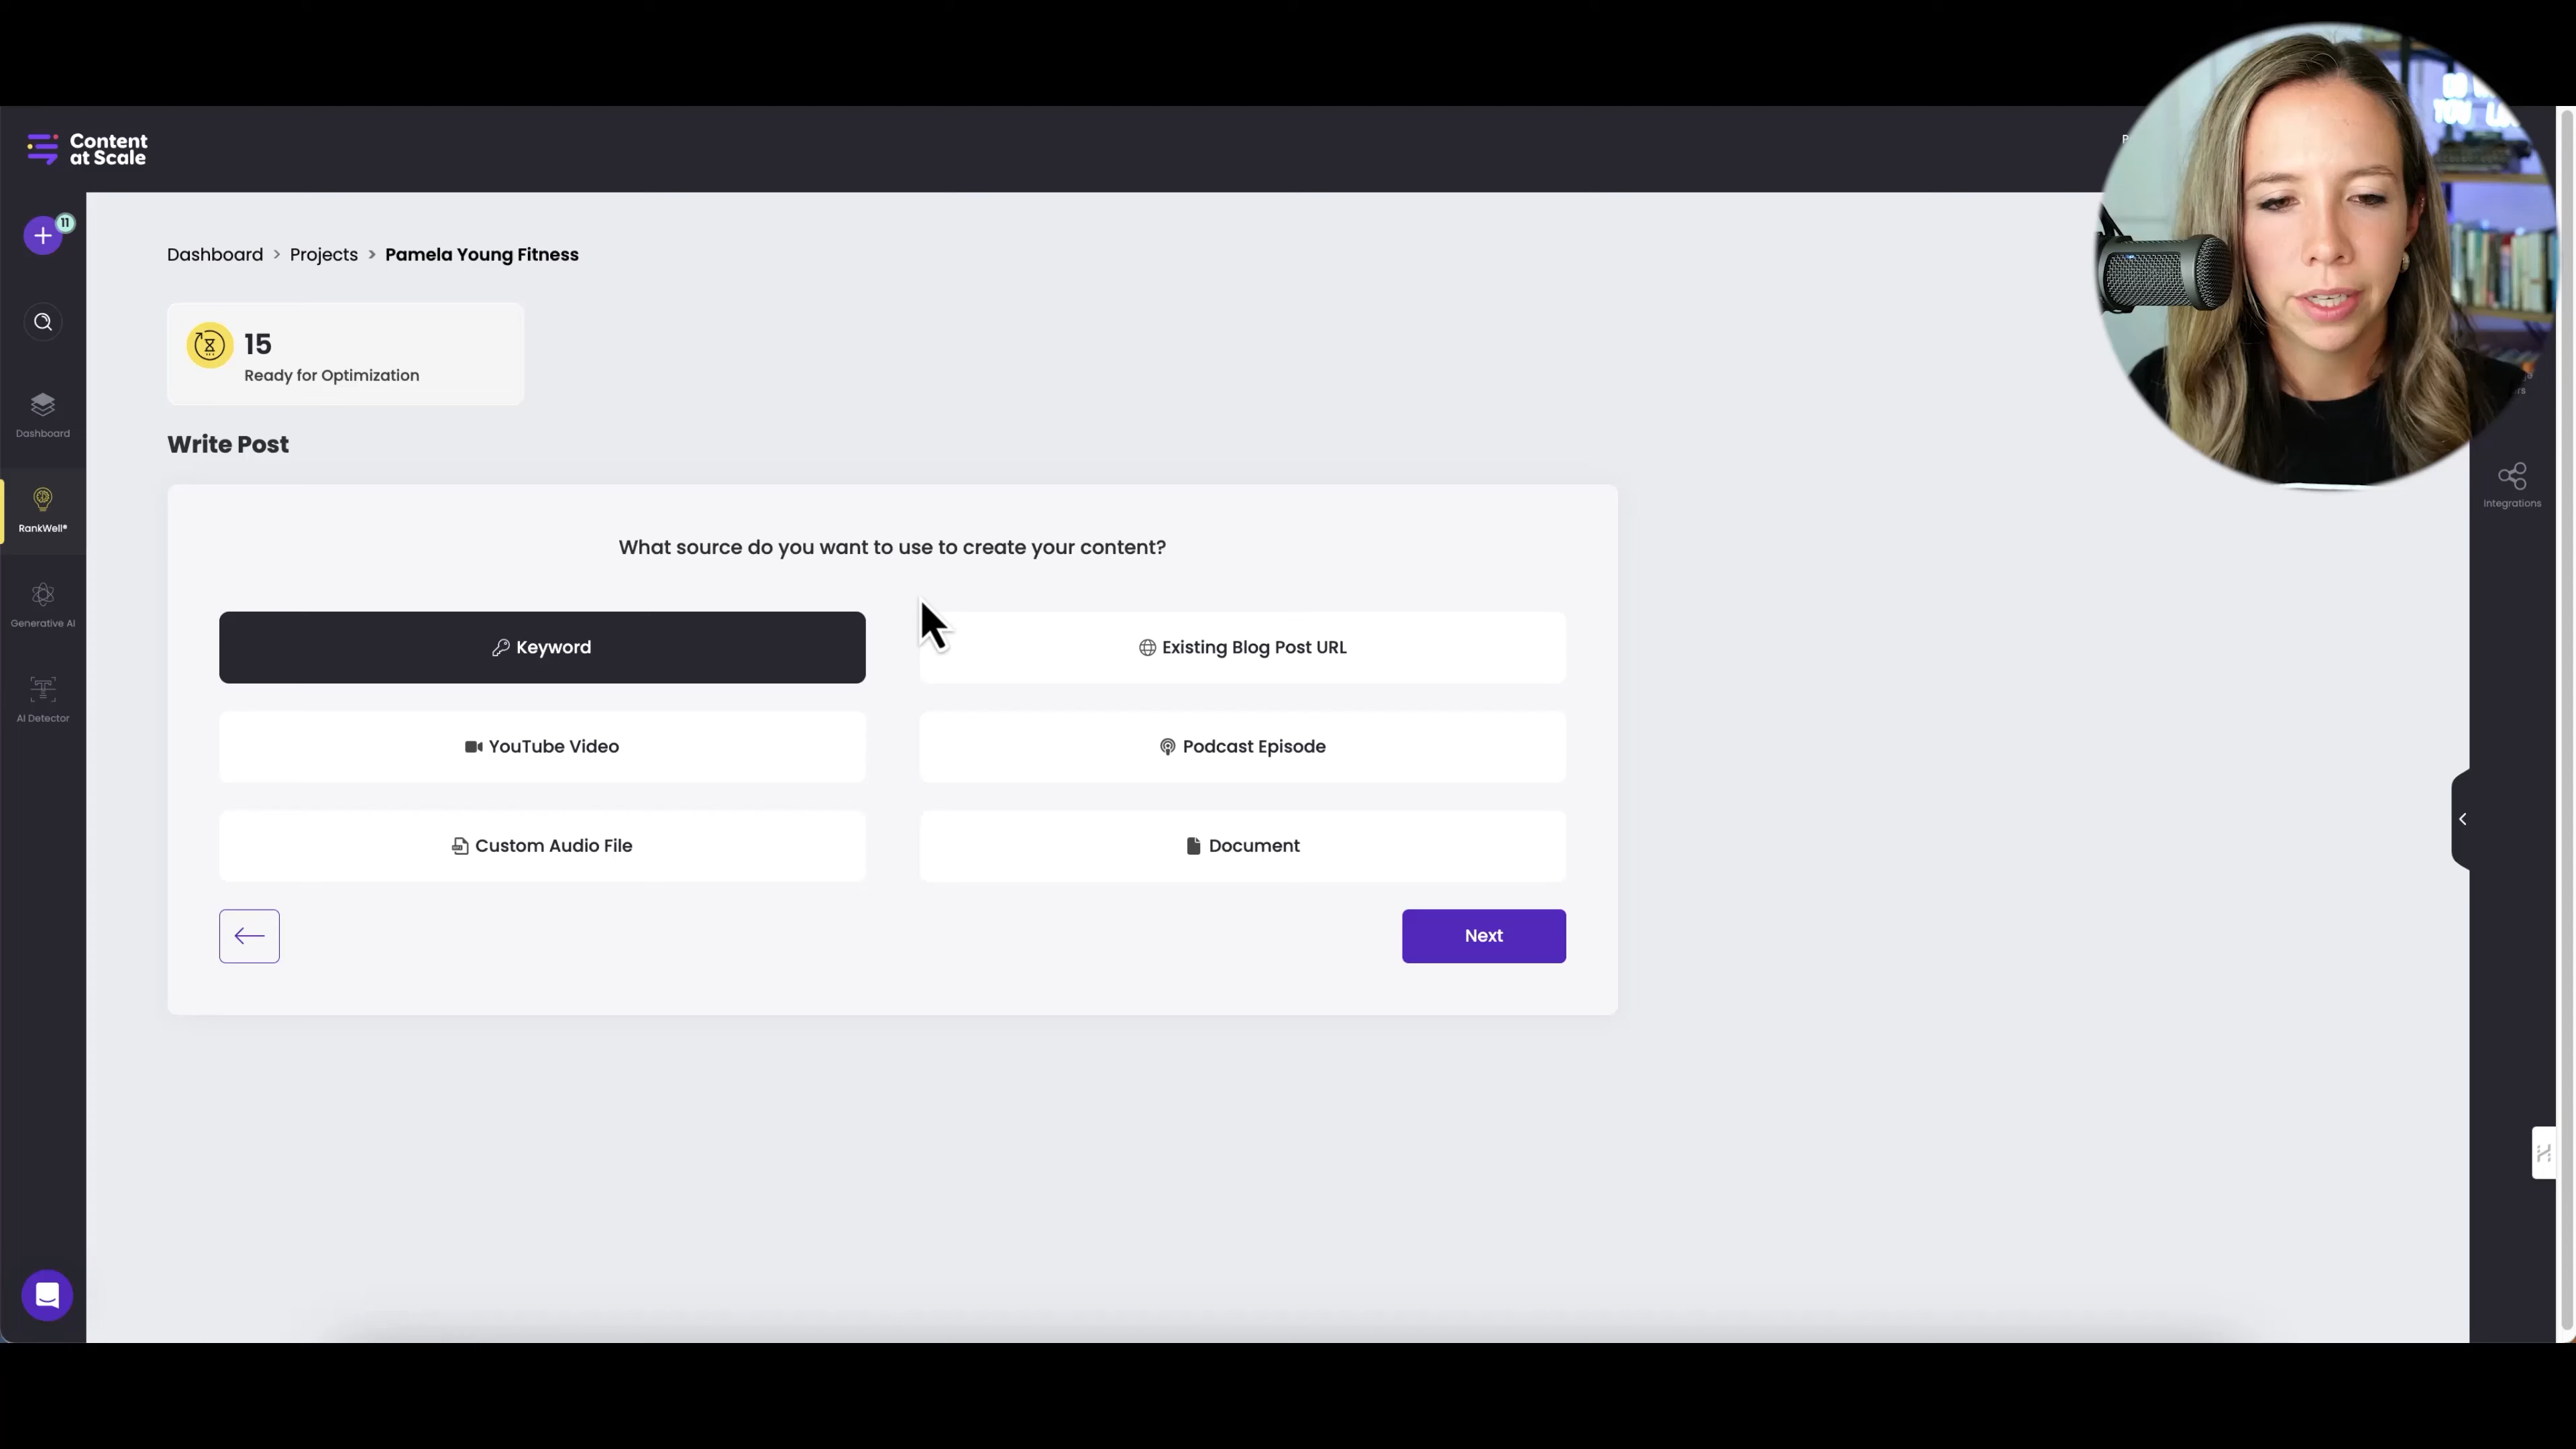 Content
at Scale
11
Dashboard > Projects > Pamela Young Fitness
15
Ready for Optimization
Dashboard
RankWell®
Generative AI
AI Detector
Write Post
What source do you want to use to create your content?
Keyword
Existing Blog Post URL
YouTube Video
Podcast Episode
Custom Audio File
Document
Next
Integrations